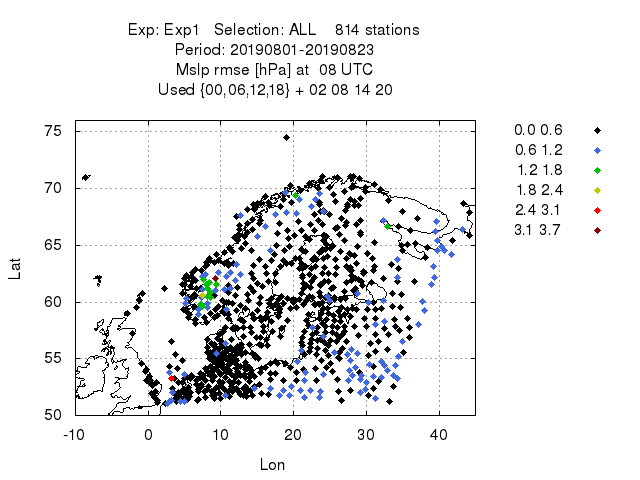 Exp: Exp1 Selection: ALL 814 stations
Period: 20190801-20190823
Mslp rmse [hPa] at 08 UTC
Used {00,06,12,18} + 02 08 14 20
75
70
65
60
55
50
Lat
-10 0 10 20 30 40
Lon
0.0 0.6
0.6 1.2
1.2 1.8
1.8 2.4
2.4 3.1
3.1 3.7